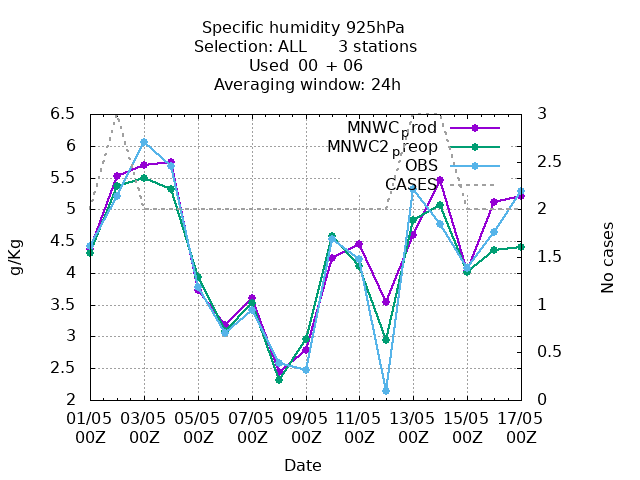 Specific humidity 925hPa
Selection: ALL 3 stations
Used 00 + 06
Averaging window: 24h
MNWC_prod
MNWC2_preop
OBS
CASES
g/Kg
6.5
6
5.5
5
4.5
4
3.5
3
2.5
2
No cases
3
2.5
2
1.5
1
0.5
0
01/05 03/05 05/05 07/05 09/05 11/05 13/05 15/05 17/05
00Z 00Z 00Z 00Z 00Z 00Z 00Z 00Z 00Z
Date